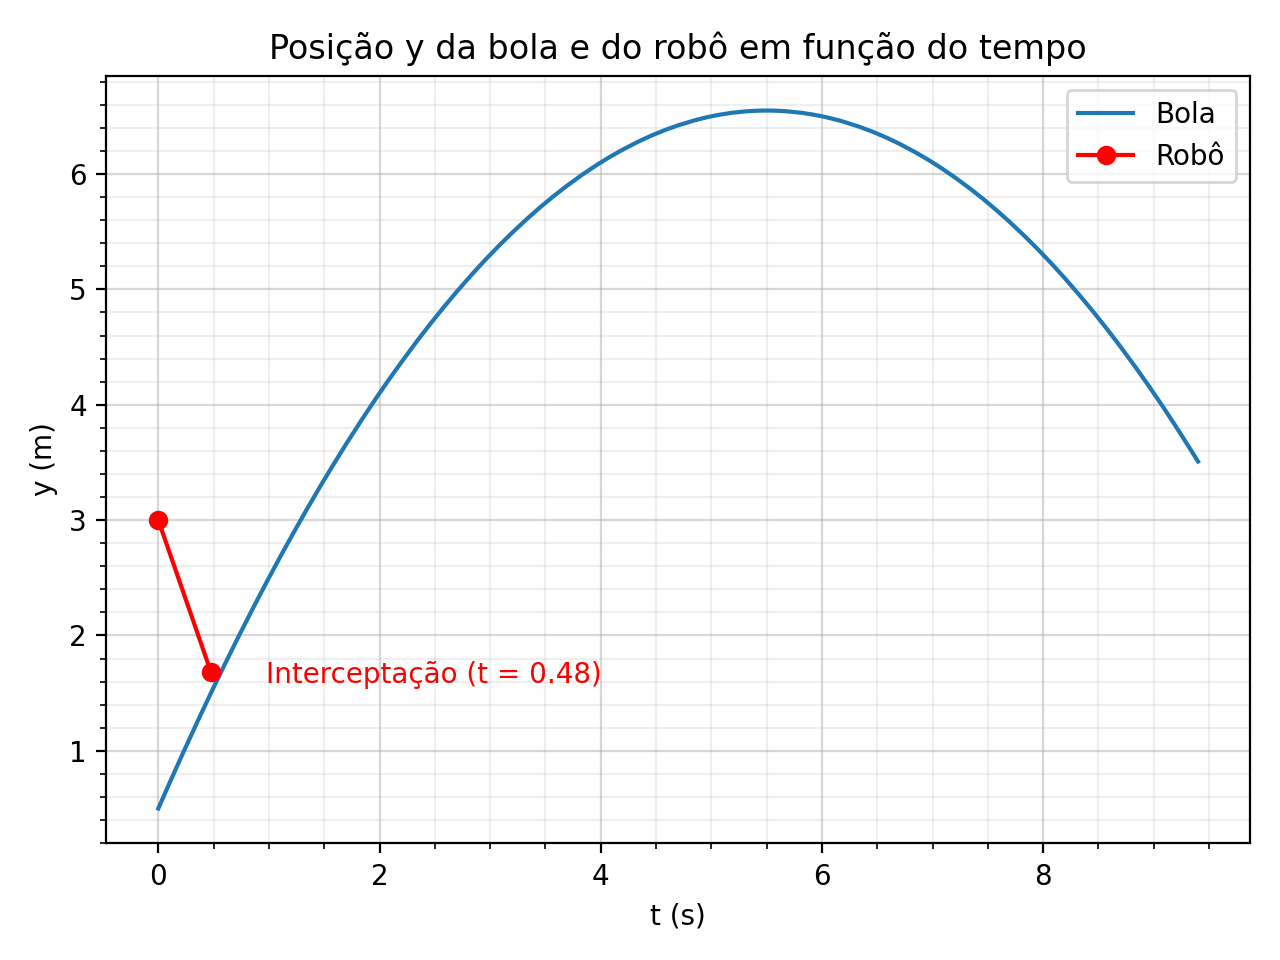 Posição y da bola e do robô em função do tempo
Bola
Robô
6
5
4
3
2
1
y (m)
Interceptação (t = 0.48)
0 2 4 6 8
t (s)